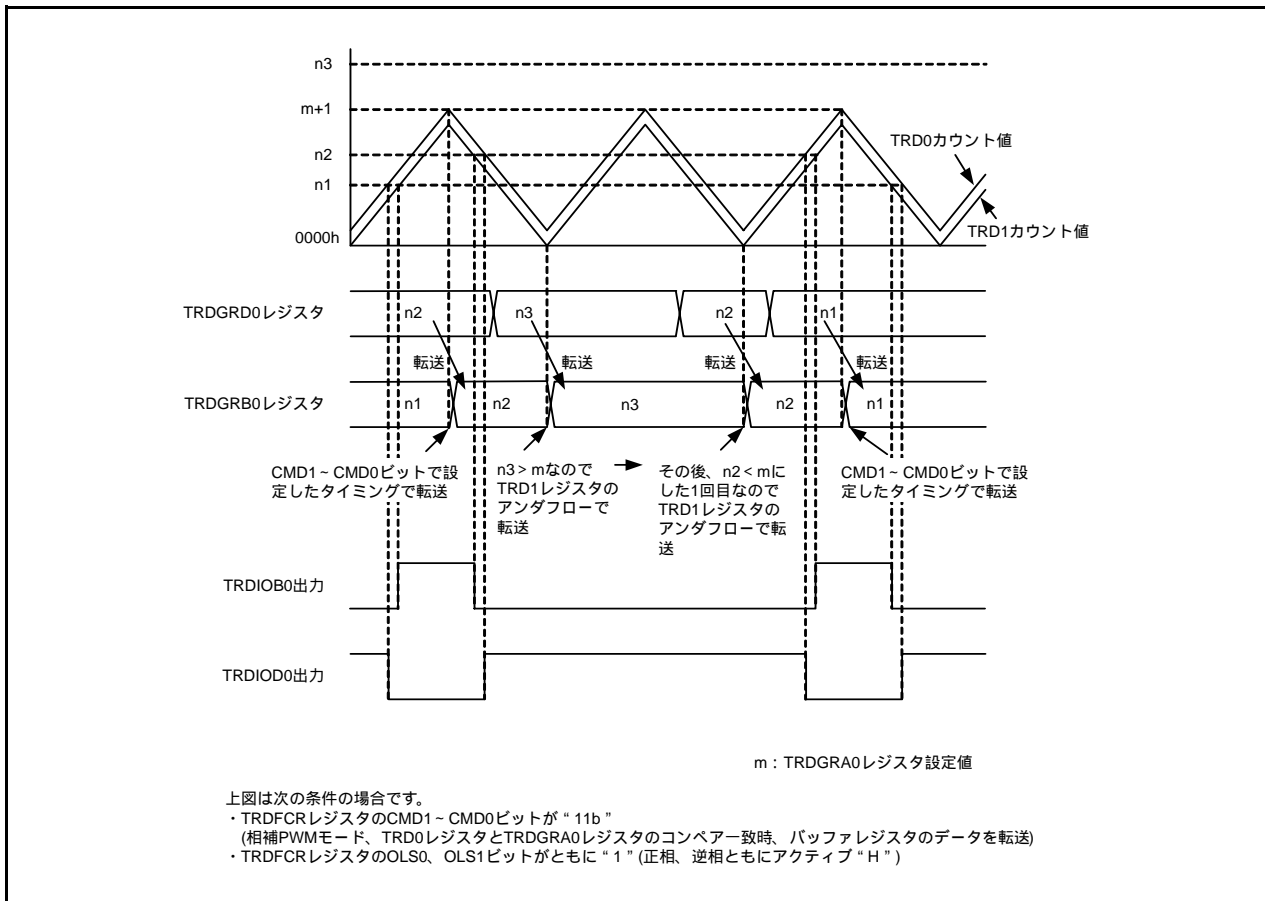 n3
m+1
n2
n1
0000h
TRD0カウント値
TRD1カウント値
TRDGRD0レジスタ
n2
n3
n2
n1
転送
転送
転送
転送
TRDGRB0レジスタ
n1
n2
n3
n2
n1
CMD1~CMD0ビットで設
定したタイミングで転送
n3>mなので
TRD1レジスタの
アンダフローで
転送
その後、n2<mに
した1回目なので
TRD1レジスタの
アンダフローで転
送
CMD1~CMD0ビットで設
定したタイミングで転送
TRDIOB0出力
TRDIOD0出力
m:TRDGRA0レジスタ設定値
上図は次の条件の場合です。
・TRDFCRレジスタのCMD1~CMD0ビットが“11b”
(相補PWMモード、TRD0レジスタとTRDGRA0レジスタのコンペア一致時、バッファレジスタのデータを転送)
・TRDFCRレジスタのOLS0、OLS1ビットがともに“1”(正相、逆相ともにアクティブ“H”)